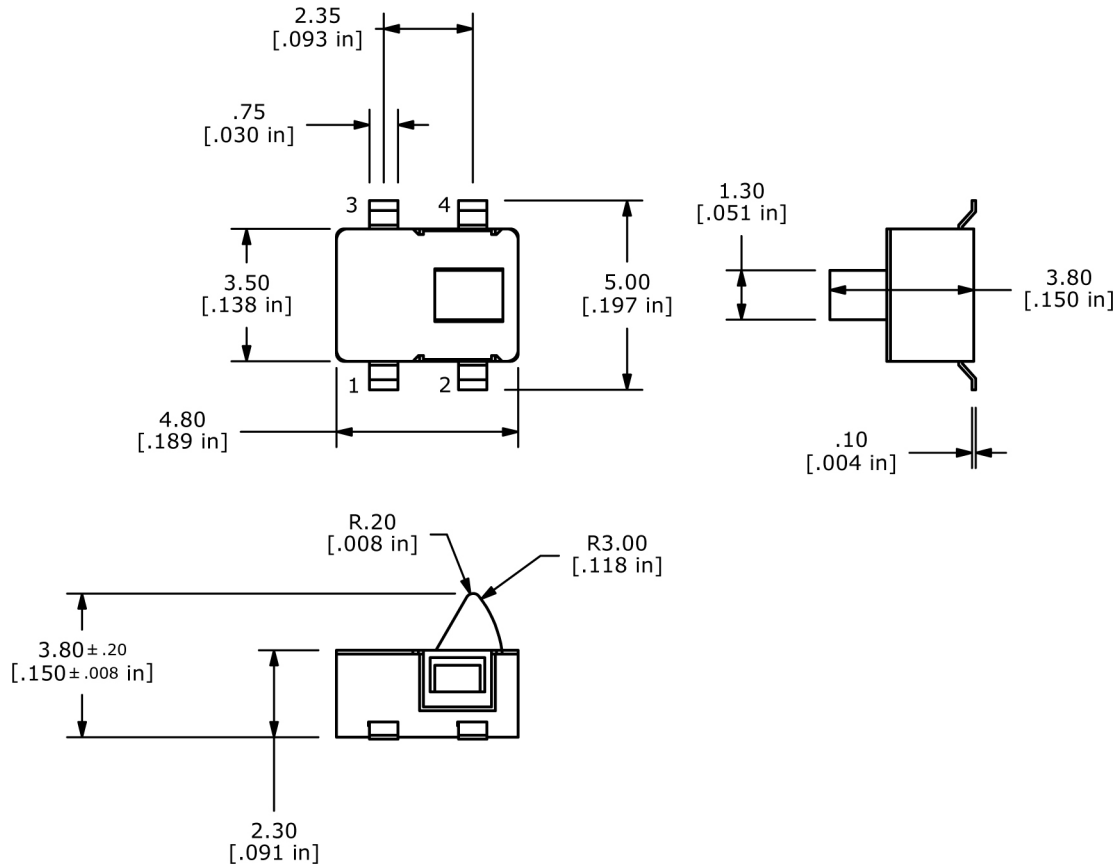 2.35
[.093 in]
.75
[.030 in]
3
4
1.30
[.051 in]
3.50
[.138 in]
5.00
[.197 in]
3.80
[.150 in]
1
2
4.80
[.189 in]
.10
[.004 in]
R.20
[.008 in]
R3.00
[.118 in]
3.80±.20
[.150±.008 in]
2.30
[.091 in]